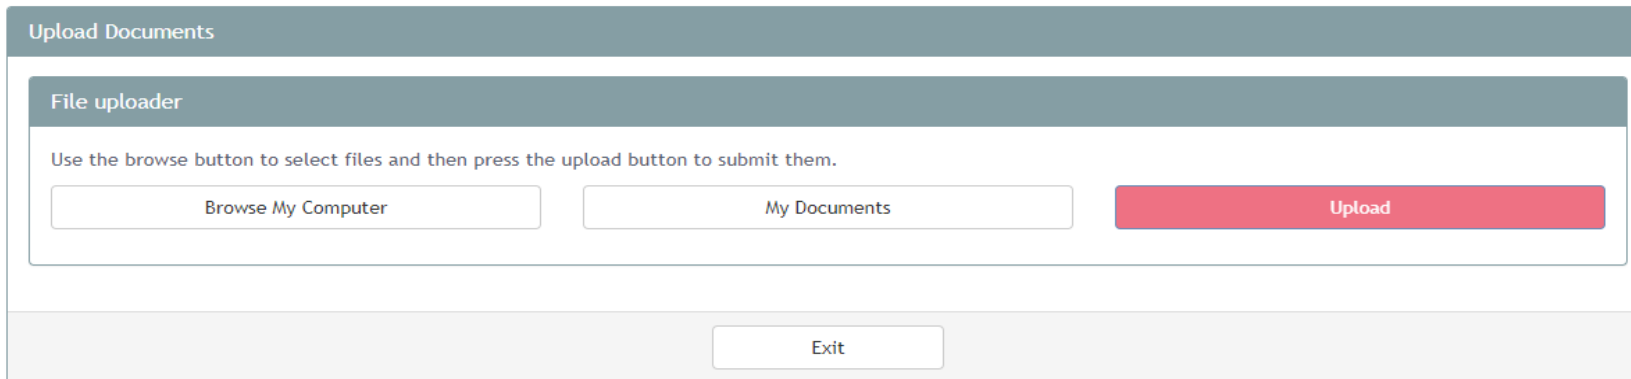 Upload Documents
File uploader
Use the browse button to select files and then press the upload button to submit them.
Browse My Computer
My Documents
Upload
Exit